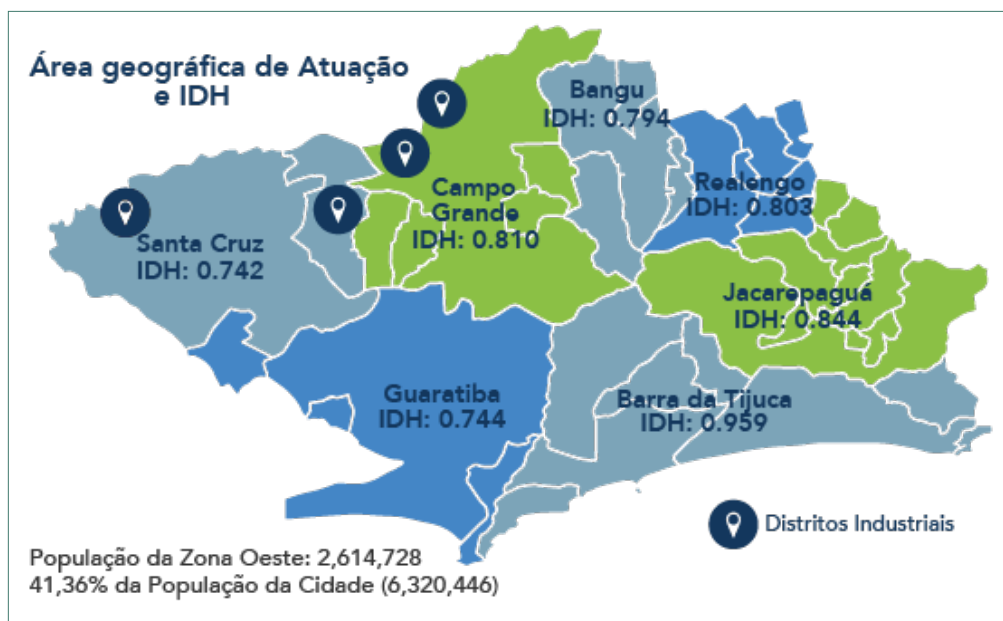 Área geográfica de Atuação
e IDH
Bangu
IDH: 0.794
Realengo
IDH: 0.803
Campo
Grande
IDH: 0.810
Santa Cruz
IDH: 0.742
Jacarepaguá
IDH: 0.844
Guaratiba
IDH: 0.744
Barra da Tijuca
IDH: 0.959
Distritos Industriais
População da Zona Oeste: 2,614,728
41,36% da População da Cidade (6,320,446)